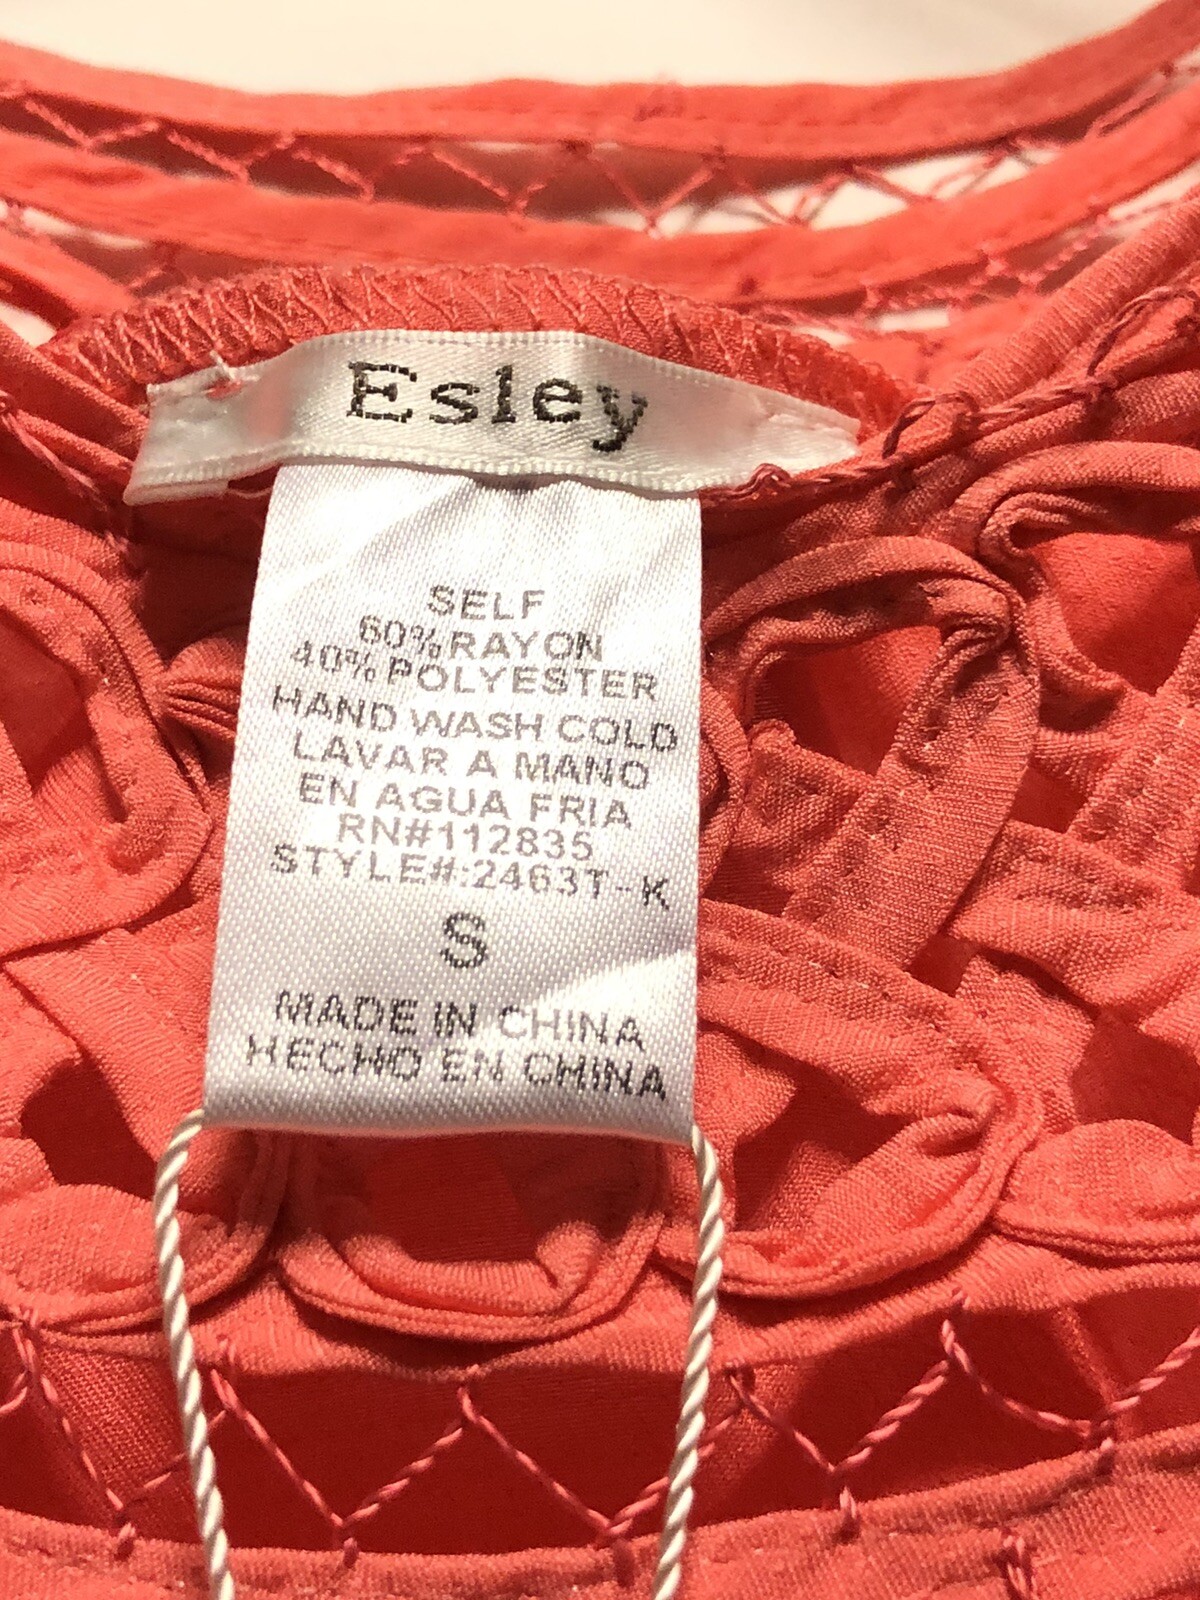 Esley
SELF
60% RAYON
40% POLYESTER
HAND WASH COLD
LAVAR A MANO
EN AGUA FRIA
RN#112835
STYLE#:2463T-K
S
MADE IN CHINA
HECHO EN CHINA